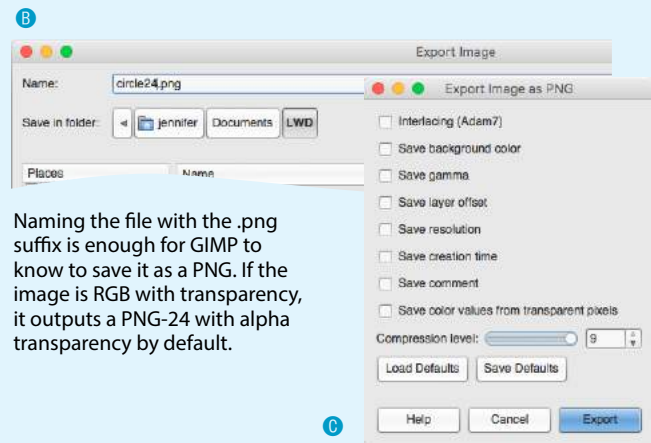 B
Export Image
Name: circle24.png
Save in folder: jennifer Documents LWD
Places Name
Naming the file with the .png
suffix is enough for GIMP to
know to save it as a PNG. If the
image is RGB with transparency,
it outputs a PNG-24 with alpha
transparency by default.
C
Export Image as PNG
Interlacing (Adam7)
Save background color
Save gamma
Save layer offset
Save resolution
Save creation time
Save comment
Save color values from transparent pixels
Compression level: 9
Load Defaults Save Defaults
Help Cancel Export